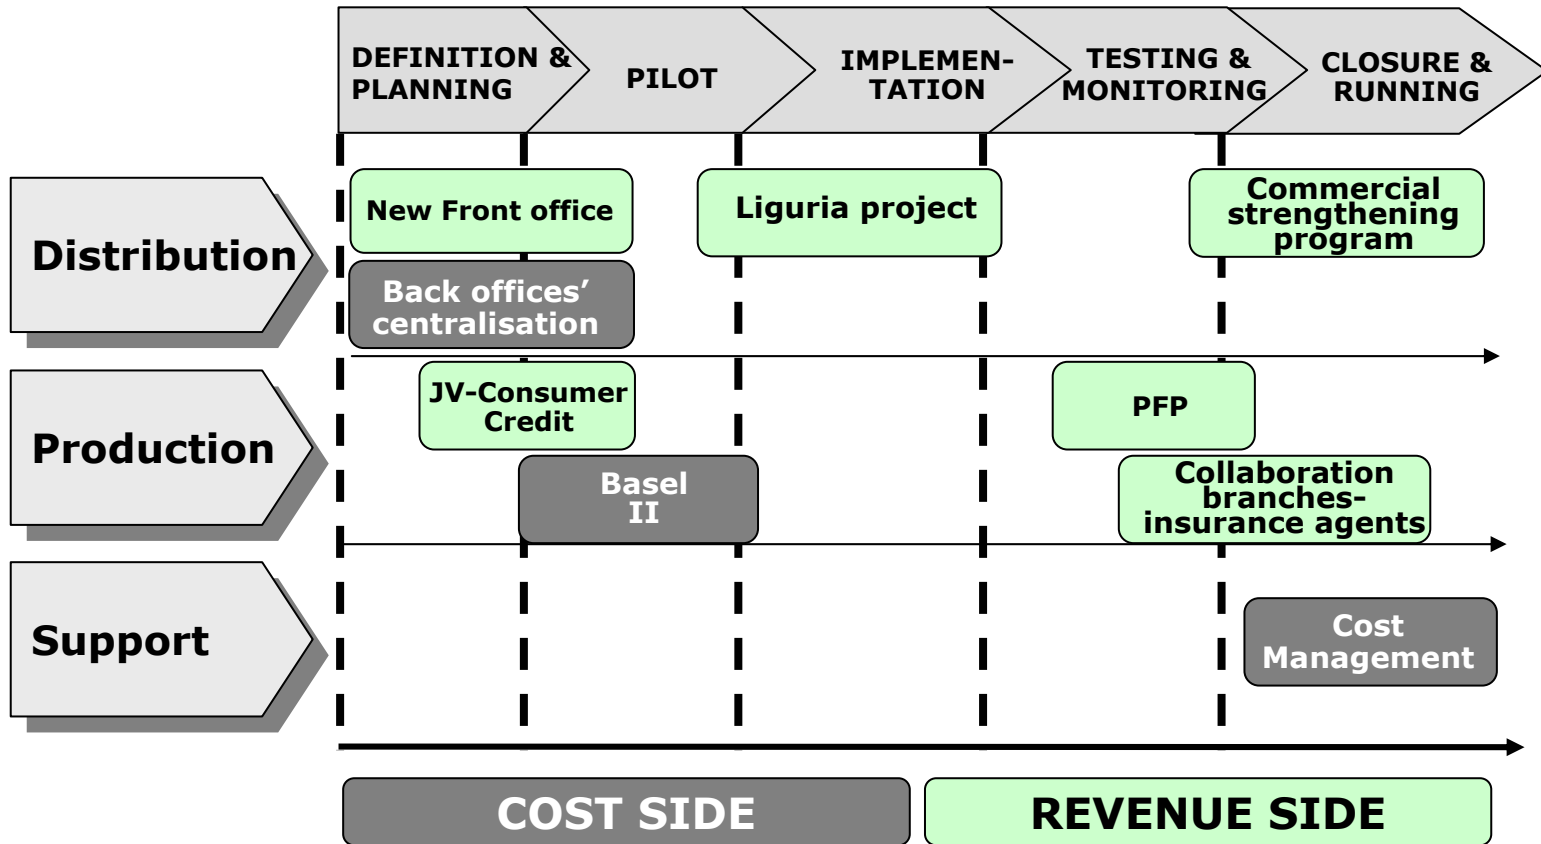 DEFINITION &
PLANNING
PILOT
IMPLEMEN-
TATION
TESTING &
MONITORING
CLOSURE &
RUNNING
Distribution
New Front office
Liguria project
Commercial
strengthening
program
Back offices’
centralisation
Production
JV-Consumer
Credit
PFP
Basel
II
Collaboration
branches-
insurance agents
Support
Cost
Management
COST SIDE
REVENUE SIDE